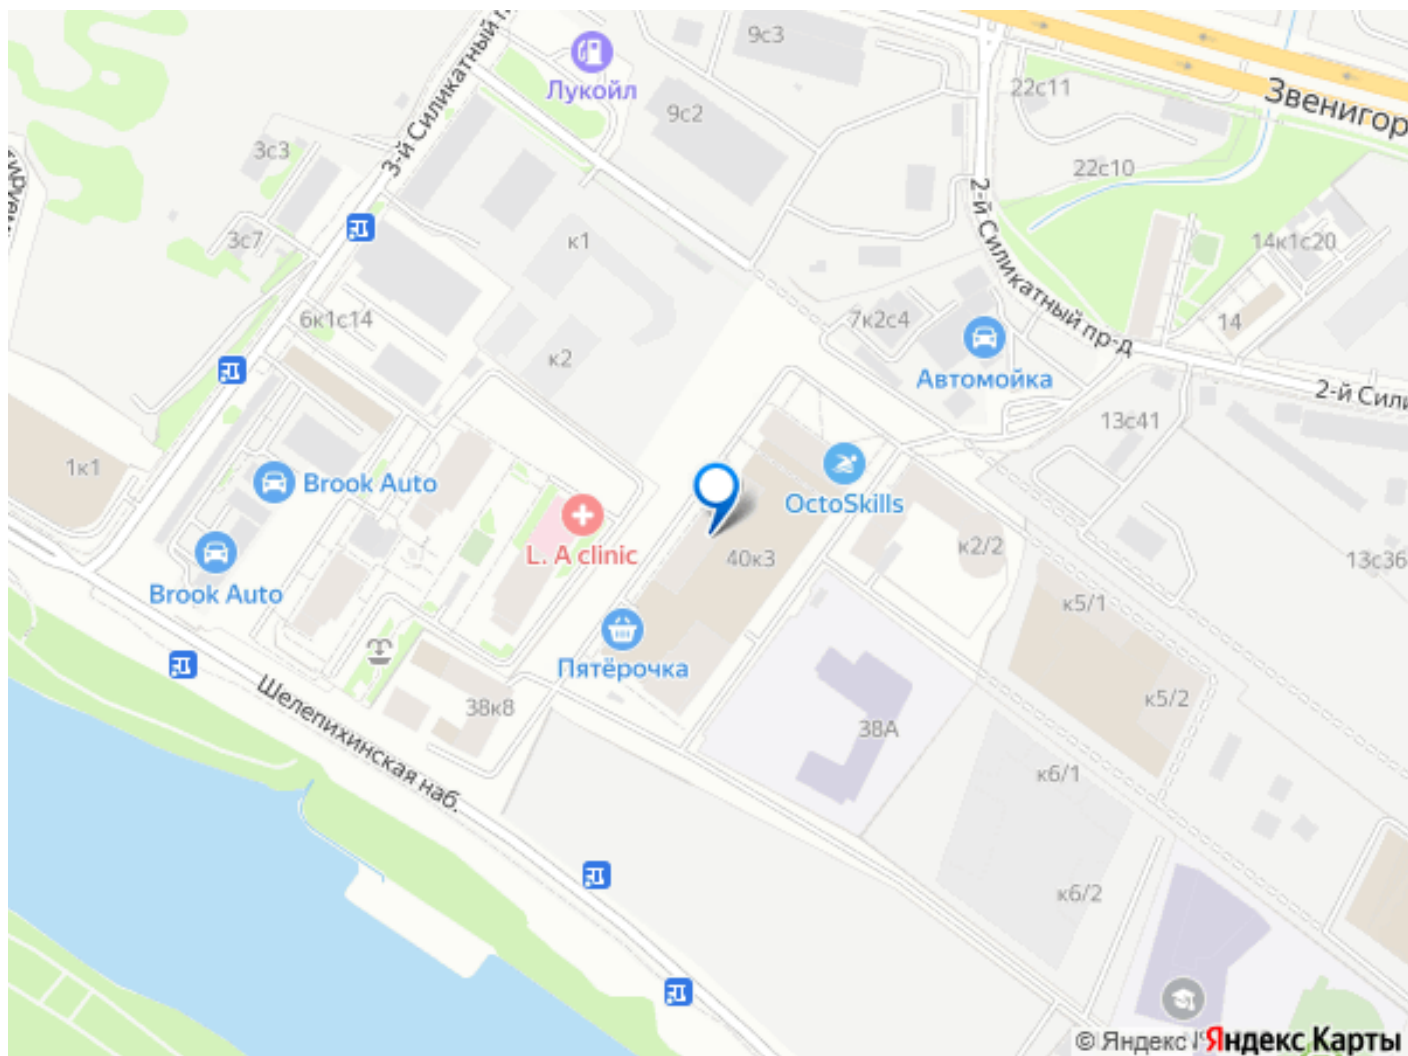 9с3
Лукойл
22с11
Звенигор
9с2
3-й Силикатный п
3с3
22с10
2-й Силикатный пр-д
3с7
к1
14к1с20
6к1с14
7к2с4
14
к2
Автомойка
2-й Сили
13с41
1к1
Brook Auto
OctoSkills
L. A clinic
40к3
к2/2
13с36
Brook Auto
к5/1
Пятёрочка
Шелепихинская наб.
38к8
к5/2
38А
к6/1
к6/2
© Яндекс
Яндекс Карты